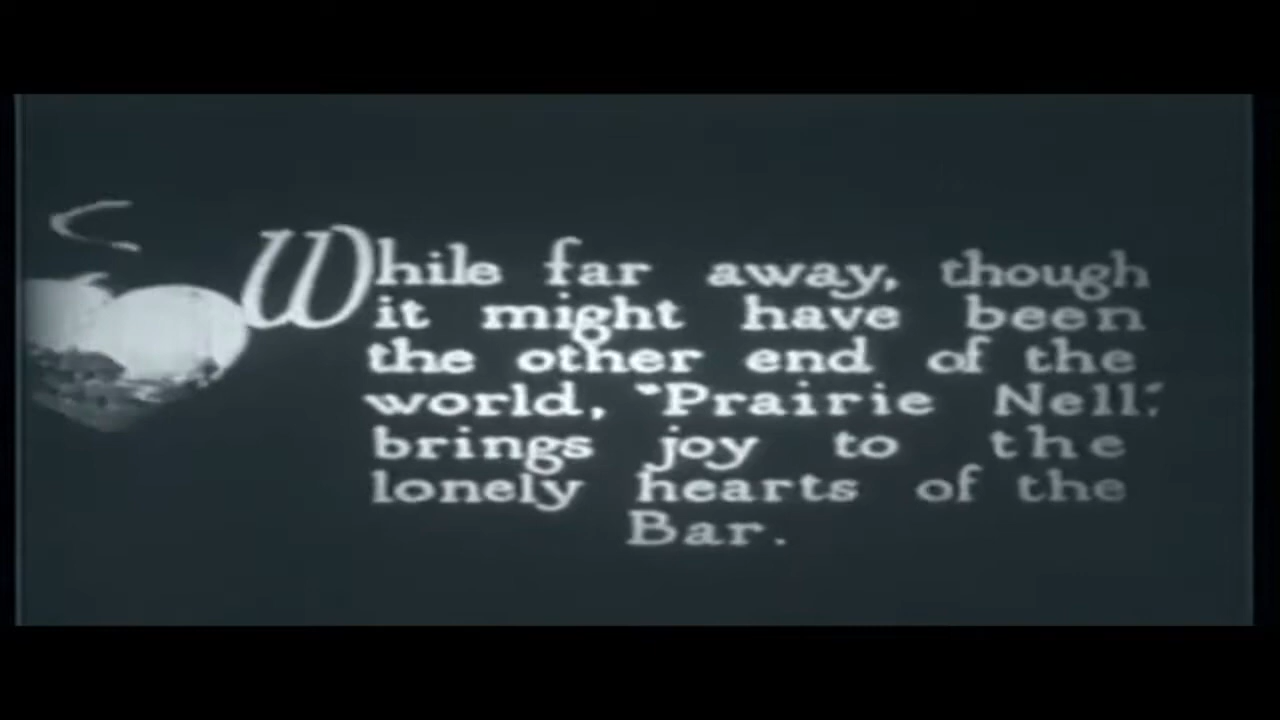 While far away, though
it might have been
the other end of the
world, "Prairie Nell",
brings joy to the
lonely hearts of the
Bar.